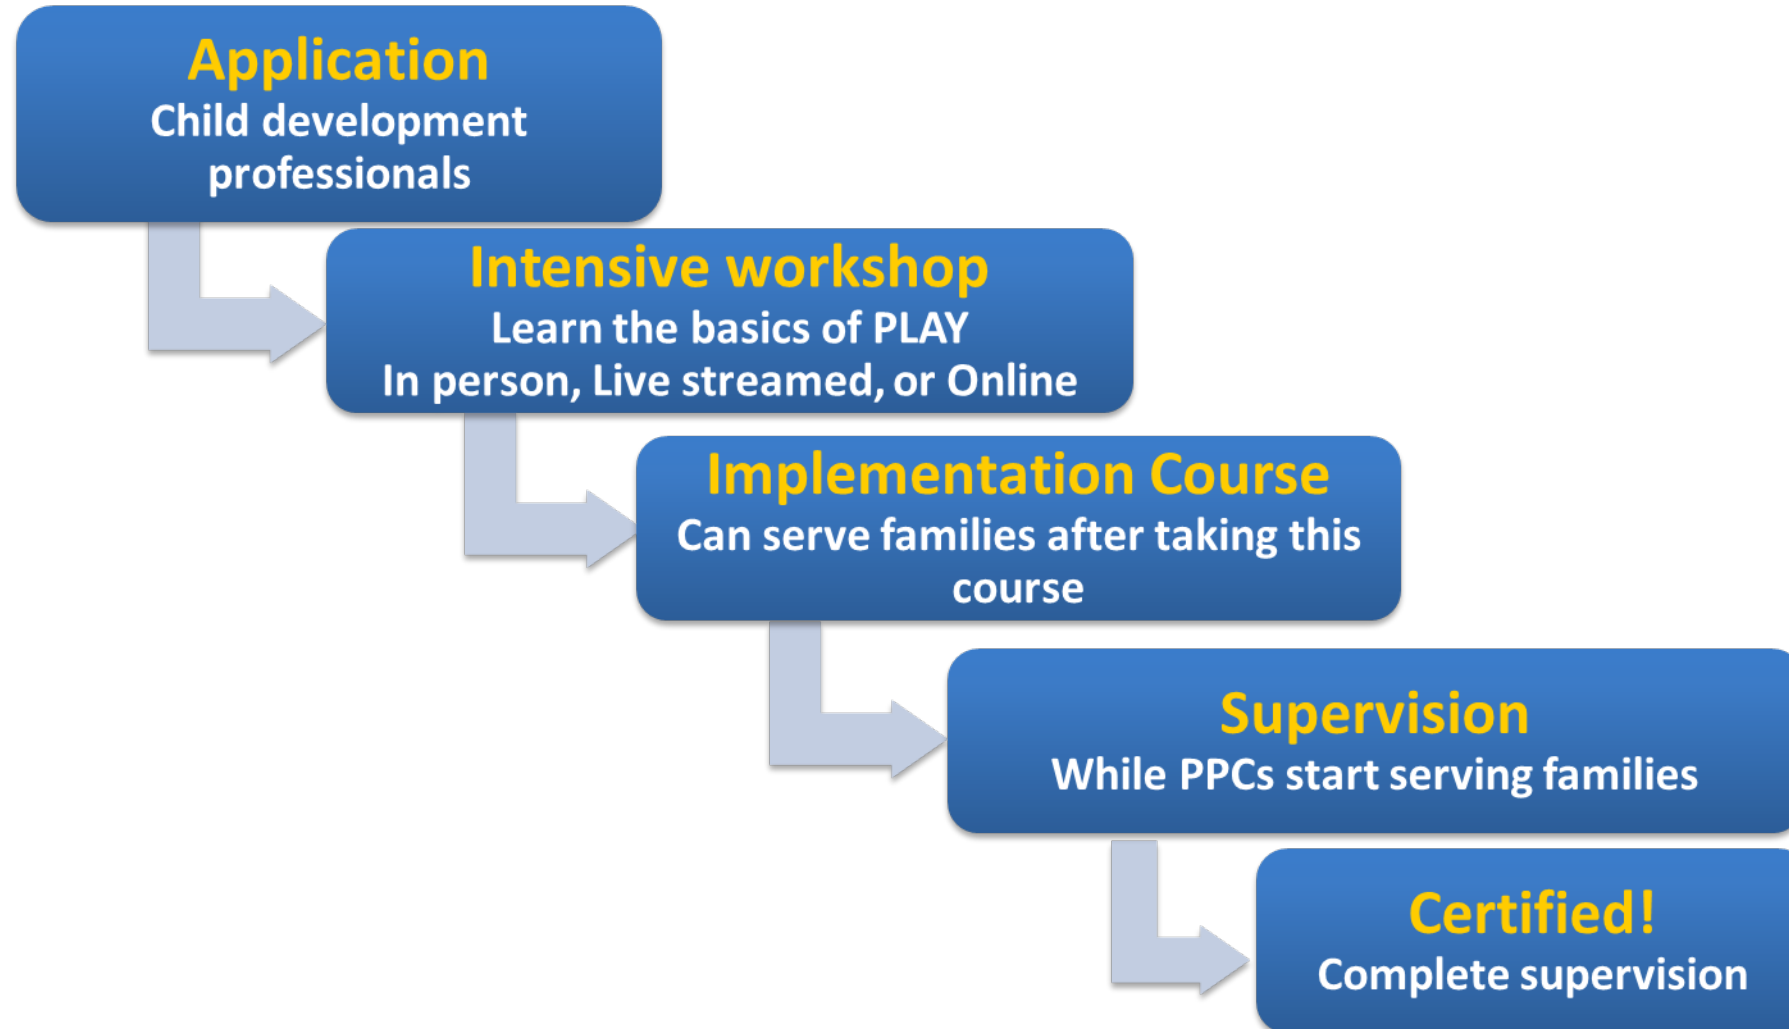 Application
Child development
professionals
Intensive workshop
Learn the basics of PLAY
In person, Live streamed, or Online
Implementation Course
Can serve families after taking this
course
Supervision
While PPCs start serving families
Certified!
Complete supervision